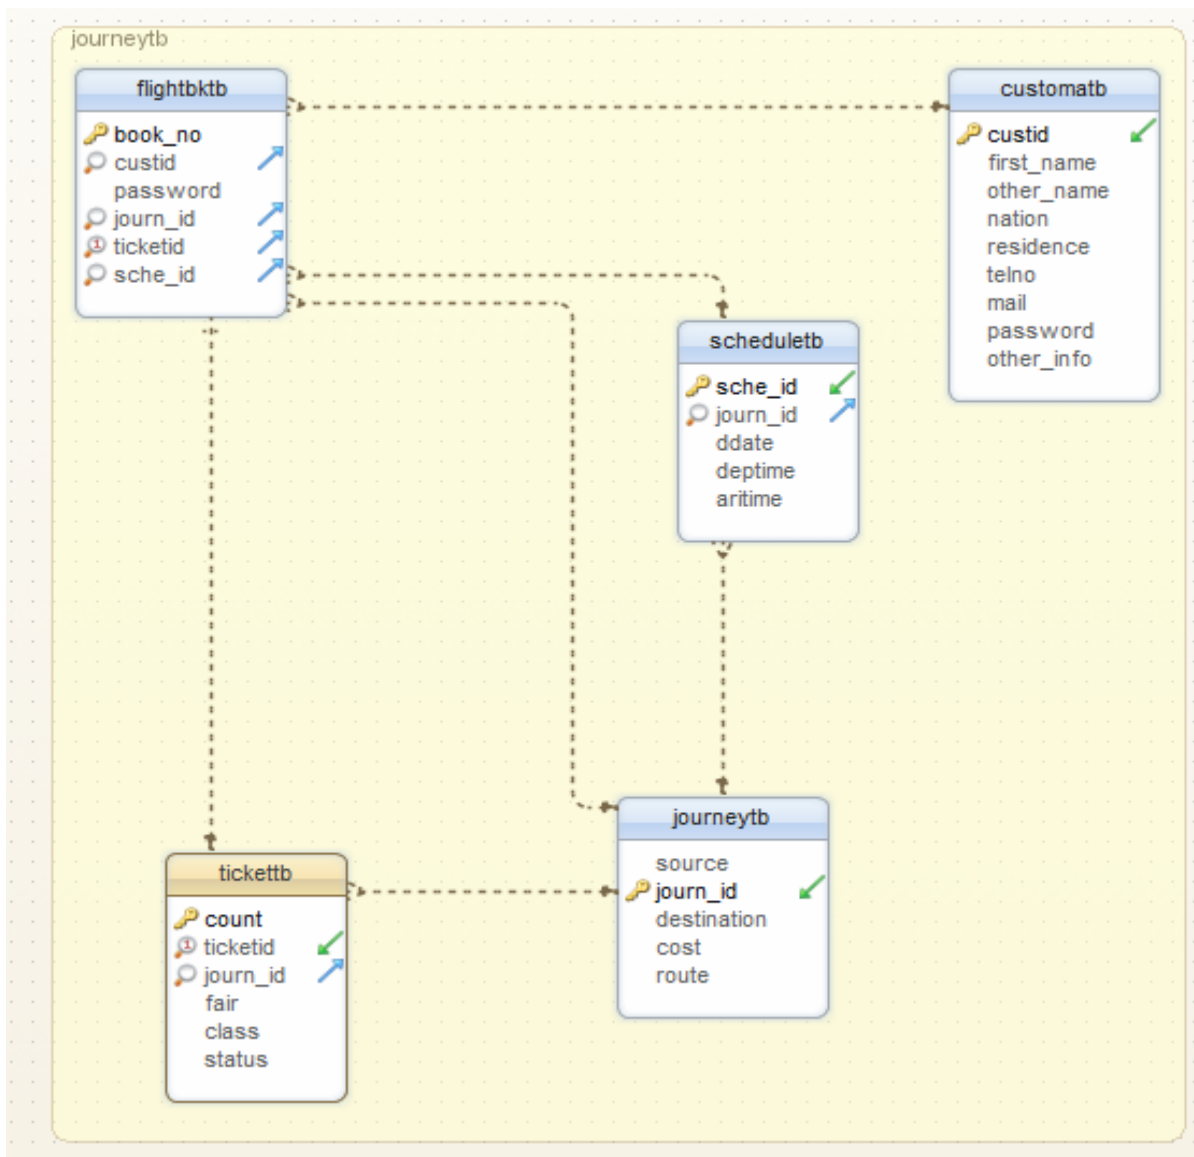 journeytb
flightbktb
book_no
custid
password
journ_id
ticketid
sche_id
customatb
custid
first_name
other_name
nation
residence
telno
mail
password
other_info
scheduletb
sche_id
journ_id
ddate
deptime
aritime
journeytb
source
journ_id
destination
cost
route
tickettb
count
ticketid
journ_id
fair
class
status